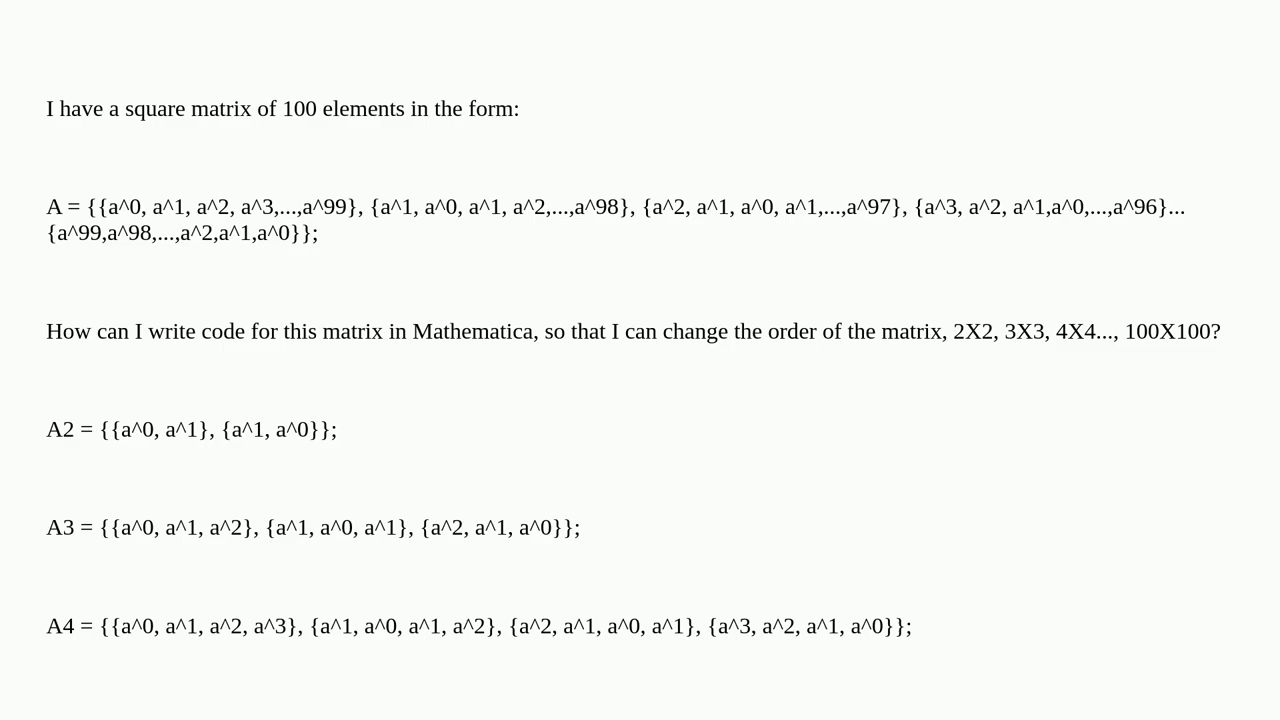 I have a square matrix of 100 elements in the form:
A = {{a^0, a^1, a^2, a^3,...,a^99}, {a^1, a^0, a^1, a^2,...,a^98}, {a^2, a^1, a^0, a^1,...,a^97}, {a^3, a^2, a^1,a^0,...,a^96}...
{a^99,a^98,...,a^2,a^1,a^0}};
How can I write code for this matrix in Mathematica, so that I can change the order of the matrix, 2X2, 3X3, 4X4..., 100X100?
A2 = {{a^0, a^1}, {a^1, a^0}};
A3 = {{a^0, a^1, a^2}, {a^1, a^0, a^1}, {a^2, a^1, a^0}};
A4 = {{a^0, a^1, a^2, a^3}, {a^1, a^0, a^1, a^2}, {a^2, a^1, a^0, a^1}, {a^3, a^2, a^1, a^0}};